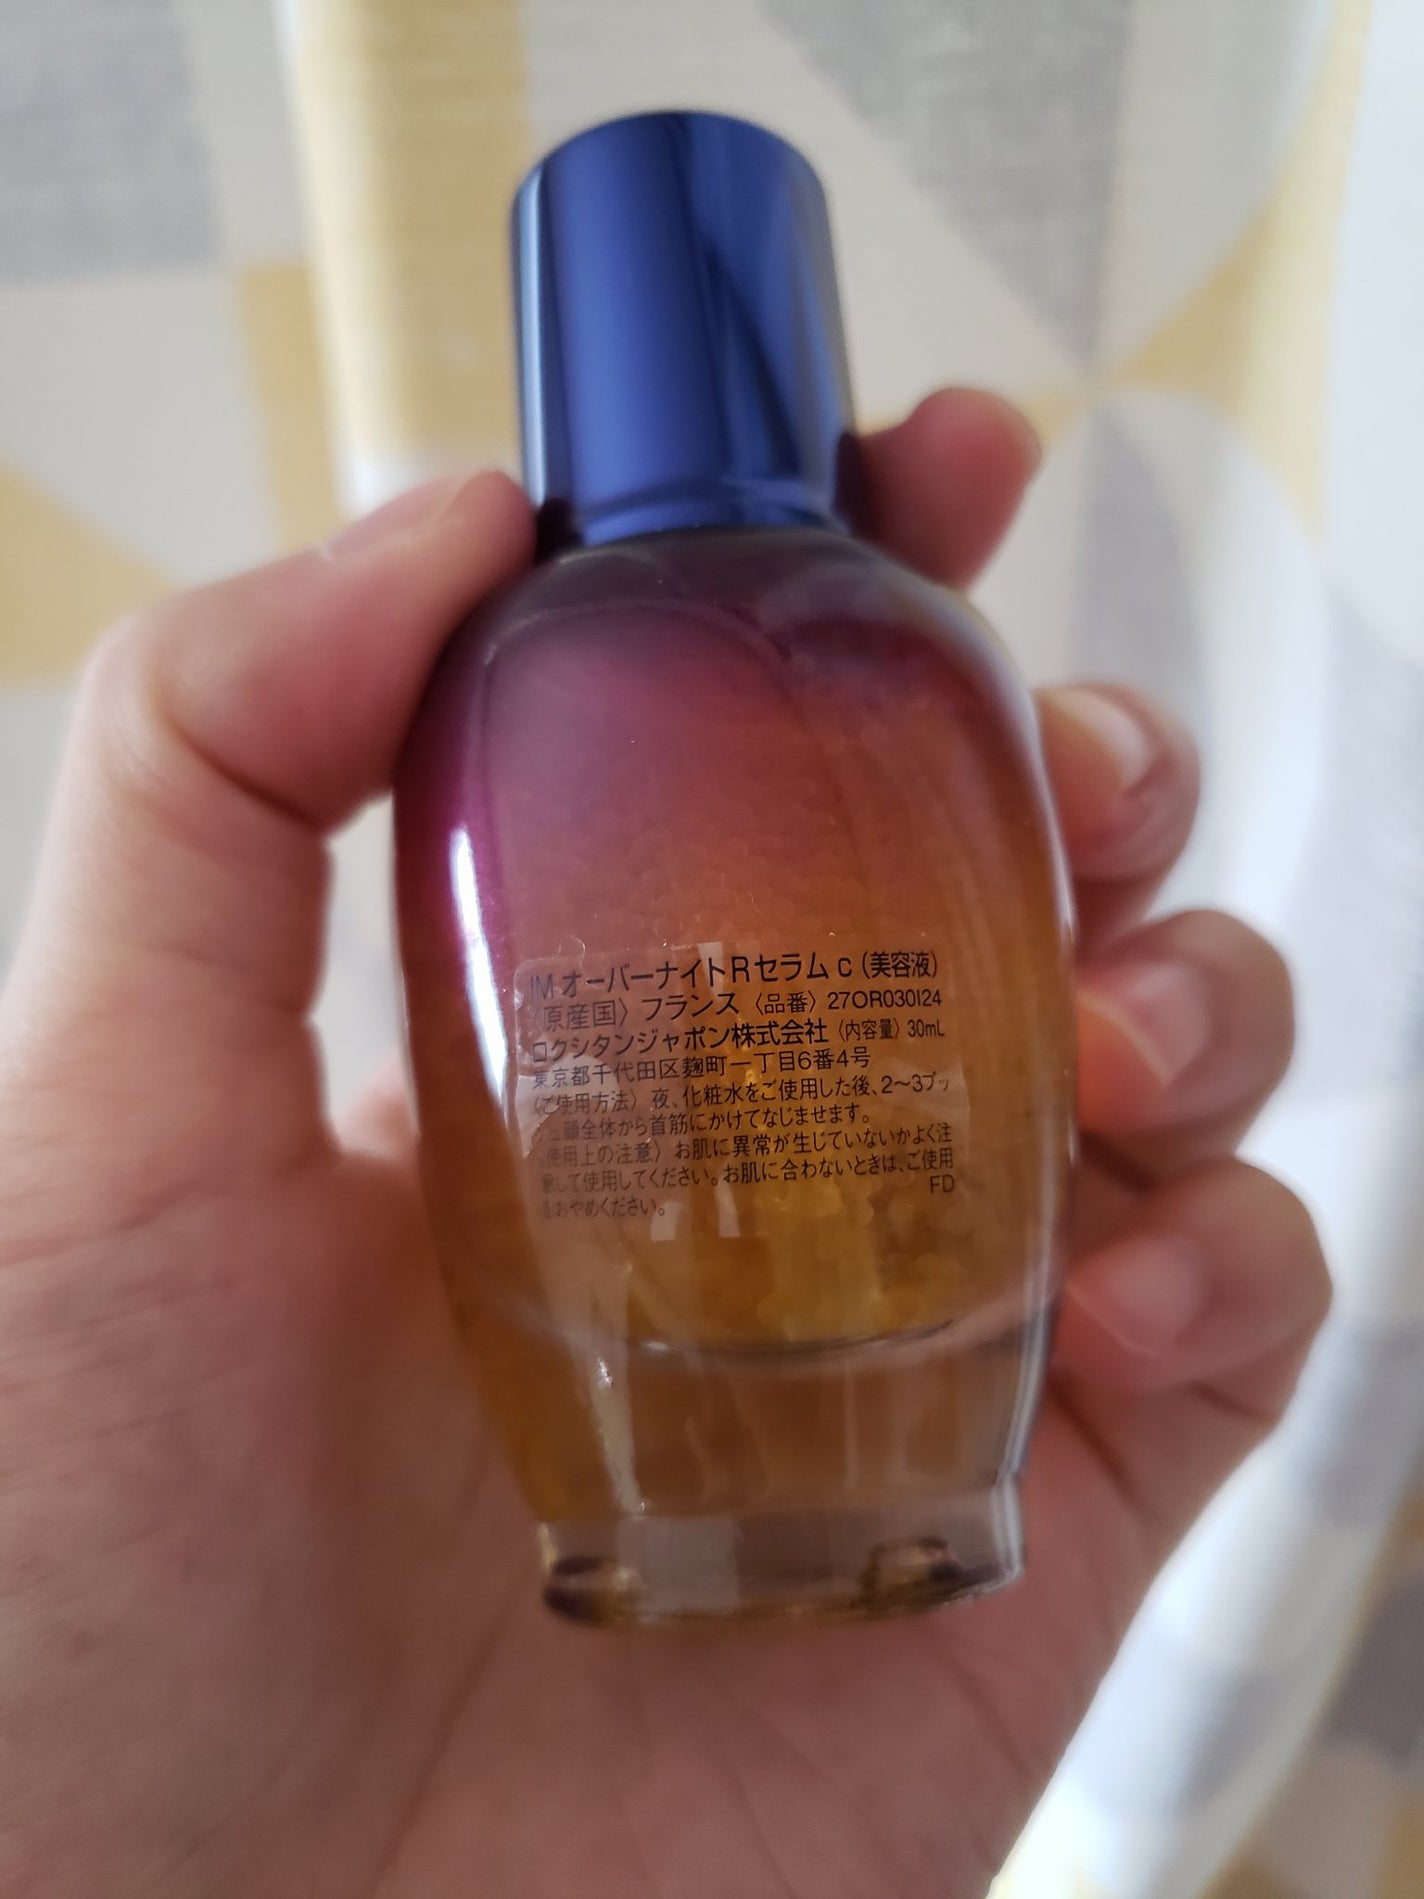 IM オーバーナイトRセラム c (美容液)
〈原産国〉フランス〈品番〉27OR030I24
ロクシタンジャポン株式会社〈内容量〉30mL
東京都千代田区麹町一丁目6番4号
〈ご使用方法〉夜、化粧水をご使用した後、2〜3プッ
シュ顔全体から首筋にかけてなじませます。
〈使用上の注意〉お肌に異常が生じていないかよく注
意して使用してください。お肌に合わないときは、ご使用
をおやめください。
FD